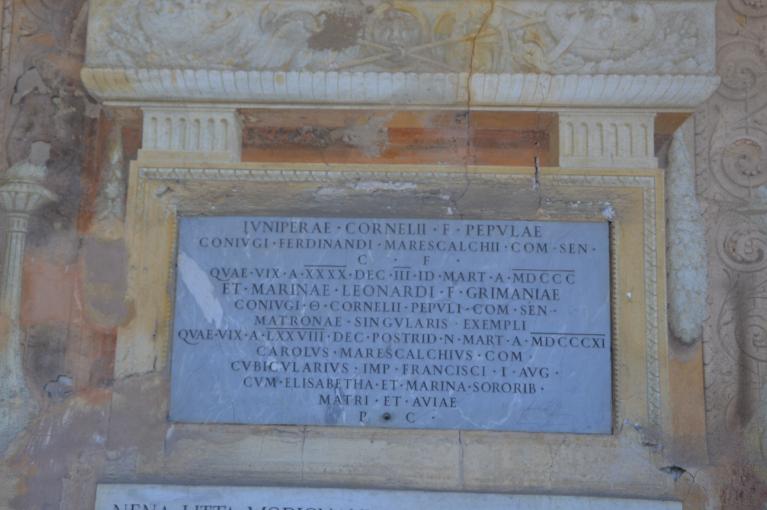 IVNIPERAE · CORNELII · F · PEPVLAE
CONIVGI · FERDINANDI · MARESCALCHII · COM · SEN ·
C · F ·
QVAE · VIX · A · XXXX · DEC · III · ID · MART · A · MDCCC
ET · MARINAE · LEONARDI · F · GRIMANIAE
CONIVGI · Θ · CORNELII · PEPVLI · COM · SEN ·
MATRONAE · SINGVLARIS · EXEMPLI
QVAE · VIX · A · LXXVIII · DEC · POSTRID · N · MART · A · MDCCCXI
CAROLVS · MARESCALCHIVS · COM ·
CVBICVLARIVS · IMP · FRANCISCI · I · AVG ·
CVM · ELISABETHA · ET · MARINA · SORORIB ·
MATRI · ET · AVIAE
P · C ·
NENA LITTA